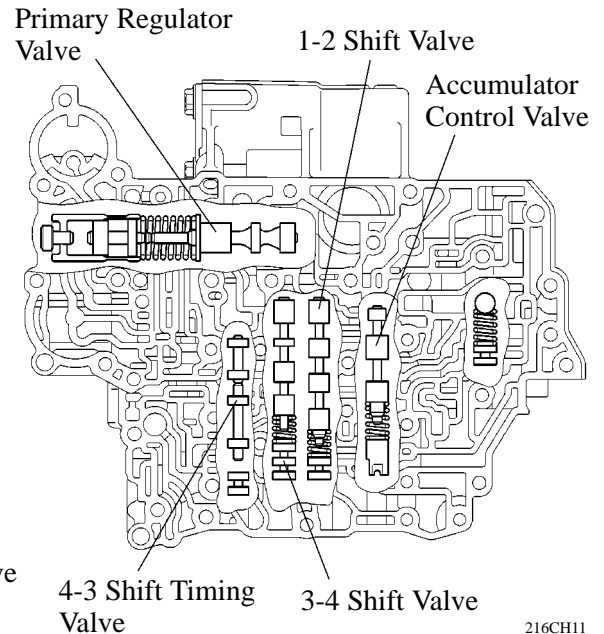 Primary Regulator
Valve
1-2 Shift Valve
Accumulator
Control Valve
4-3 Shift Timing
Valve
3-4 Shift Valve
216CH11